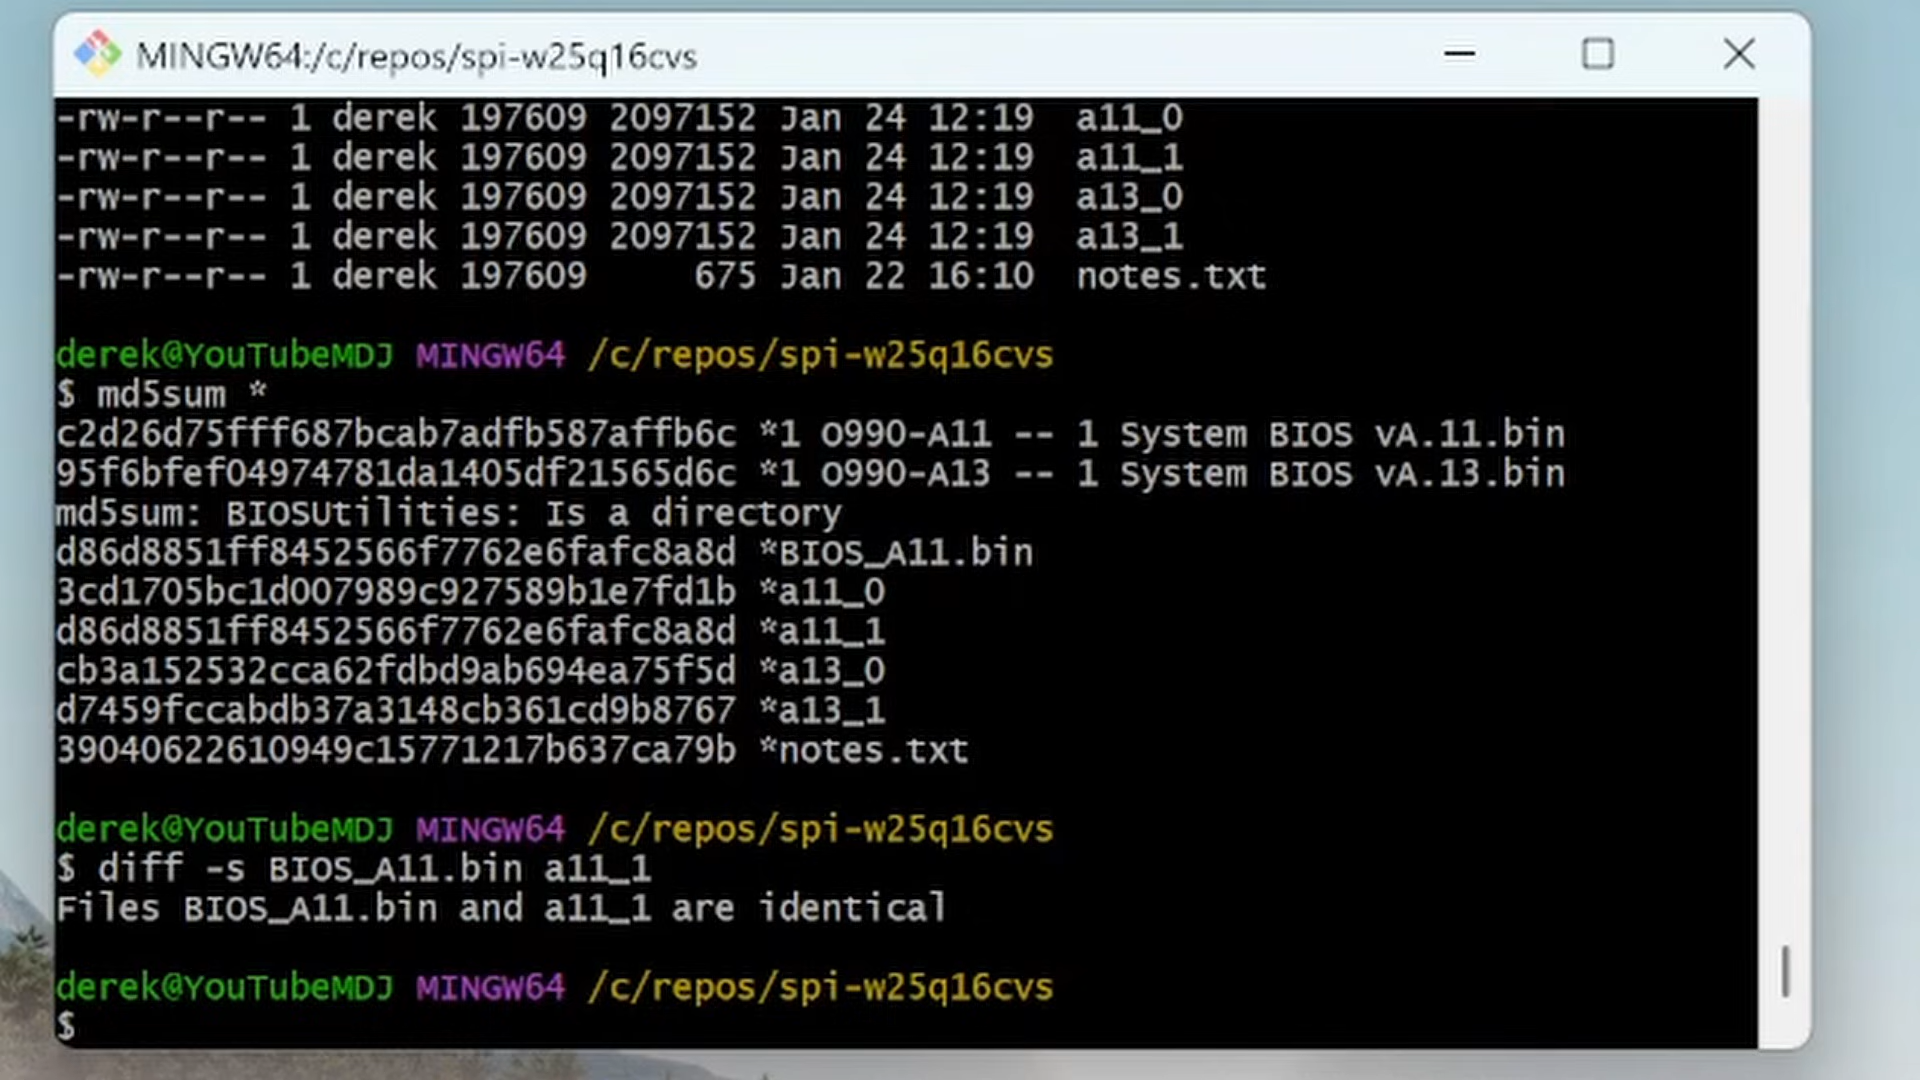 MINGW64:/c/repos/spi-w25q16cvs
-rw-r--r-- 1 derek 197609 2097152 Jan 24 12:19  a11_0
-rw-r--r-- 1 derek 197609 2097152 Jan 24 12:19  a11_1
-rw-r--r-- 1 derek 197609 2097152 Jan 24 12:19  a13_0
-rw-r--r-- 1 derek 197609 2097152 Jan 24 12:19  a13_1
-rw-r--r-- 1 derek 197609     675 Jan 22 16:10  notes.txt
derek@YouTubeMDJ MINGW64 /c/repos/spi-w25q16cvs
$ md5sum *
c2d26d75fff687bcab7adfb587affb6c *1 O990-A11 -- 1 System BIOS vA.11.bin
95f6bfef04974781da1405df21565d6c *1 O990-A13 -- 1 System BIOS vA.13.bin
md5sum: BIOSUtilities: Is a directory
d86d8851ff8452566f7762e6fafc8a8d *BIOS_A11.bin
3cd1705bc1d007989c927589b1e7fd1b *a11_0
d86d8851ff8452566f7762e6fafc8a8d *a11_1
cb3a152532cca62fdbd9ab694ea75f5d *a13_0
d7459fccabdb37a3148cb361cd9b8767 *a13_1
39040622610949c15771217b637ca79b *notes.txt
derek@YouTubeMDJ MINGW64 /c/repos/spi-w25q16cvs
$ diff -s BIOS_A11.bin a11_1
Files BIOS_A11.bin and a11_1 are identical
derek@YouTubeMDJ MINGW64 /c/repos/spi-w25q16cvs
$